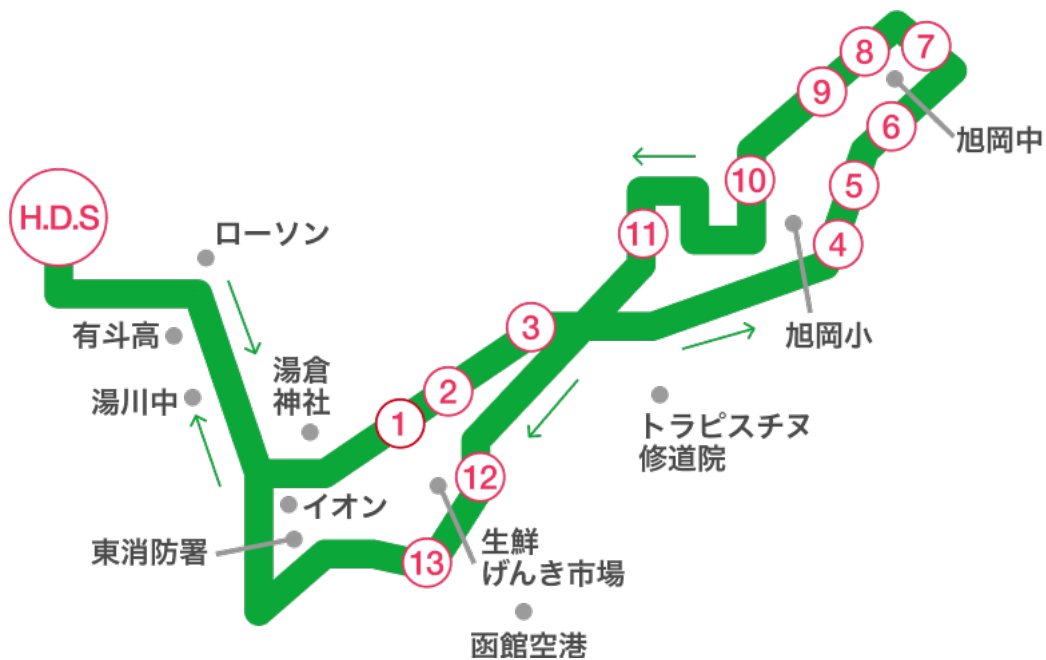 7
8
9
6
旭岡中
H.D.S
10
5
ローソン
11
4
有斗高
3
旭岡小
湯倉
神社
湯川中
2
1
トラピスチヌ
修道院
12
イオン
東消防署
13
生鮮
げんき市場
函館空港